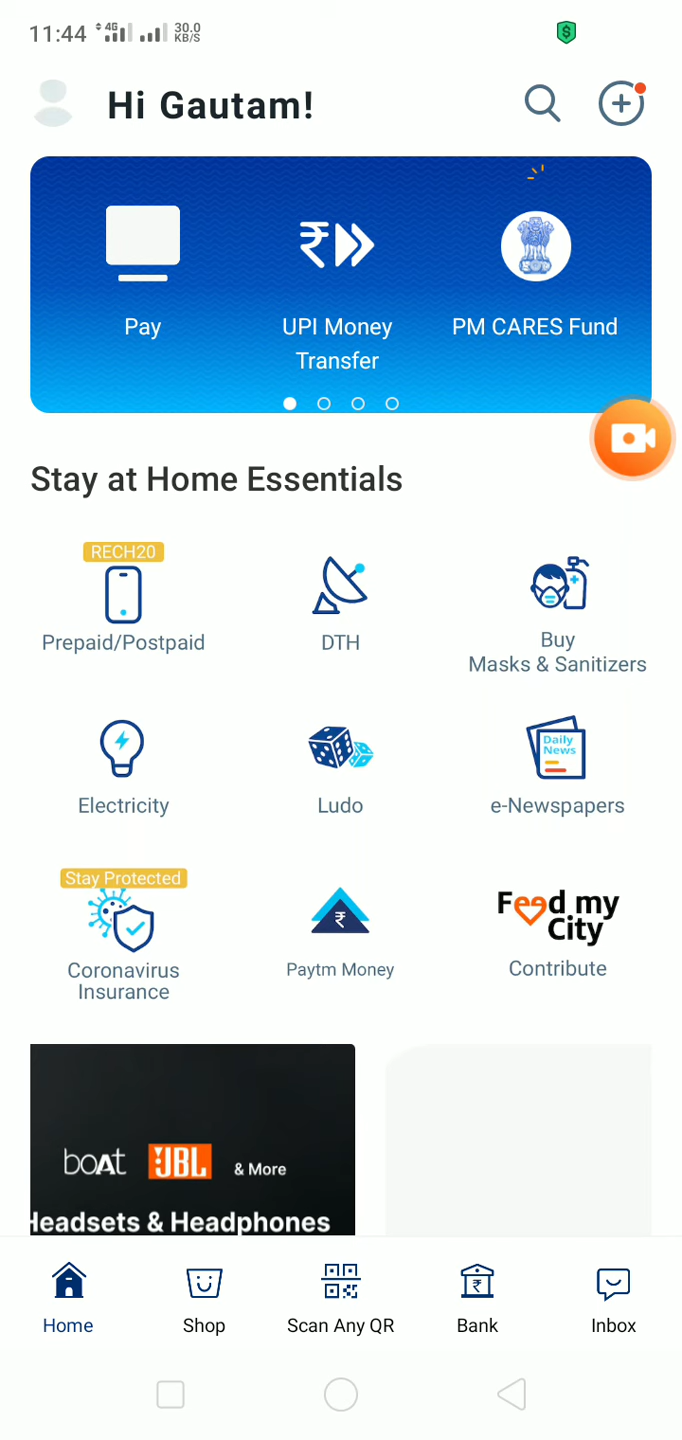 11:44 4G 30.0 KB/S
Hi Gautam!
Pay
UPI Money
Transfer
PM CARES Fund
Stay at Home Essentials
RECH20
Prepaid/Postpaid
DTH
Buy
Masks & Sanitizers
Electricity
Ludo
Daily
News
e-Newspapers
Stay Protected
Coronavirus
Insurance
₹
Paytm Money
Feed my
City
Contribute
boAt JBL & More
Headsets & Headphones
Home
Shop
Scan Any QR
Bank
Inbox